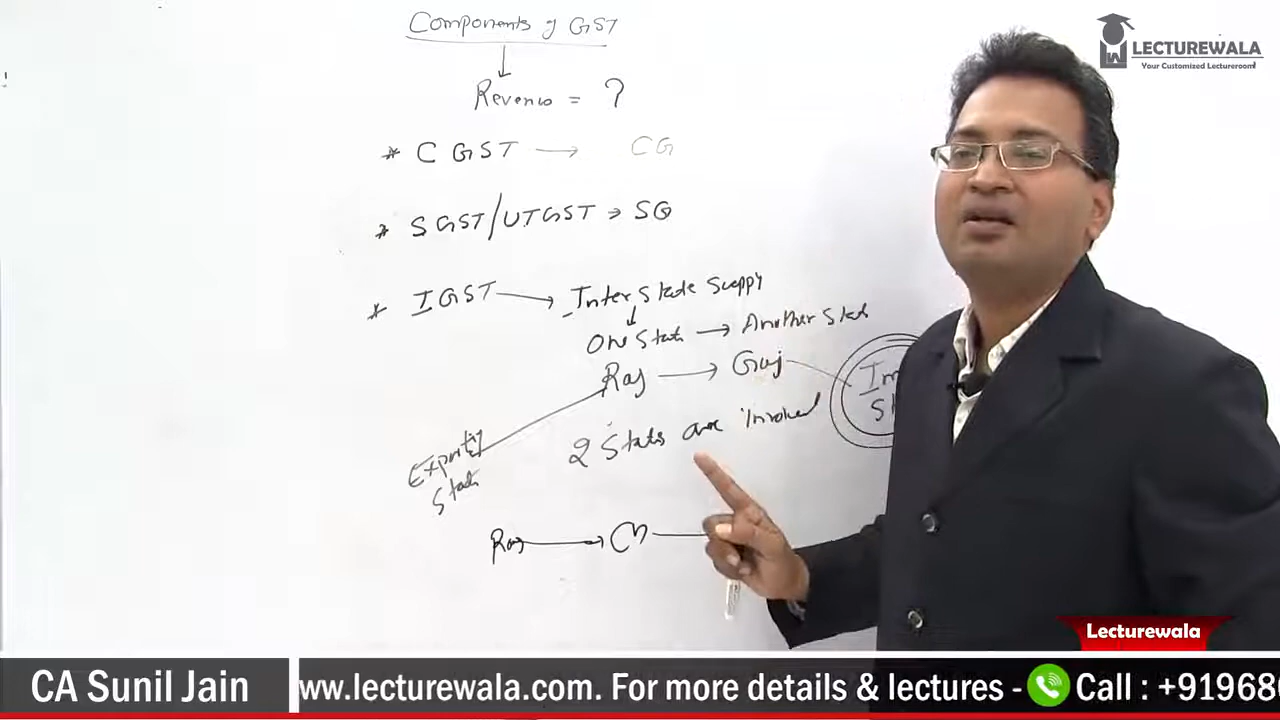 Components of GST
Revenue = ?
* CGST → CG
* SGST/UTGST → SG
* IGST → Inter State Supply
One State → Another State
Raj → Guj
2 States are involved
Exporting State
Raj →
LECTUREWALA
Your Customized Lectureroom
Lecturewala
CA Sunil Jain
ww.lecturewala.com. For more details & lectures - Call : +91968